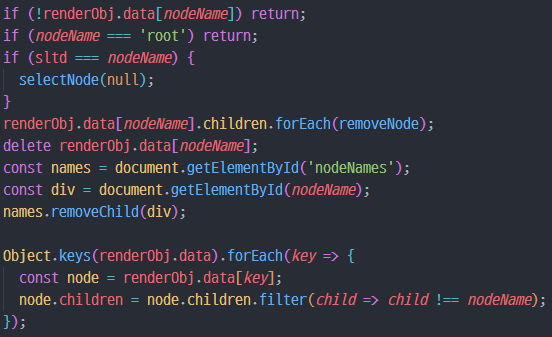 if (!renderObj.data[nodeName]) return;
if (nodeName === 'root') return;
if (sltd === nodeName) {
  selectNode(null);
}
renderObj.data[nodeName].children.forEach(removeNode);
delete renderObj.data[nodeName];
const names = document.getElementById('nodeNames');
const div = document.getElementById(nodeName);
names.removeChild(div);

Object.keys(renderObj.data).forEach(key => {
  const node = renderObj.data[key];
  node.children = node.children.filter(child => child !== nodeName);
});